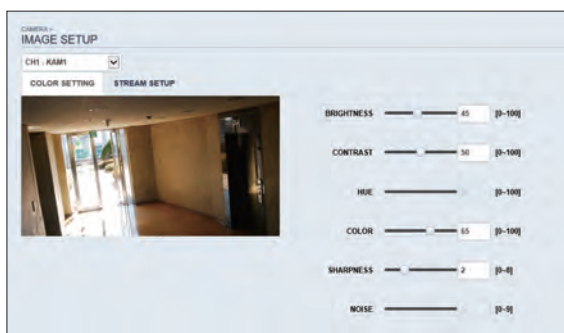 CAMERA >
IMAGE SETUP
CH1 : KAM1
COLOR SETTING STREAM SETUP
BRIGHTNESS 45 [0~100]
CONTRAST 50 [0~100]
HUE [0~100]
COLOR 65 [0~100]
SHARPNESS 2 [0~8]
NOISE [0~9]